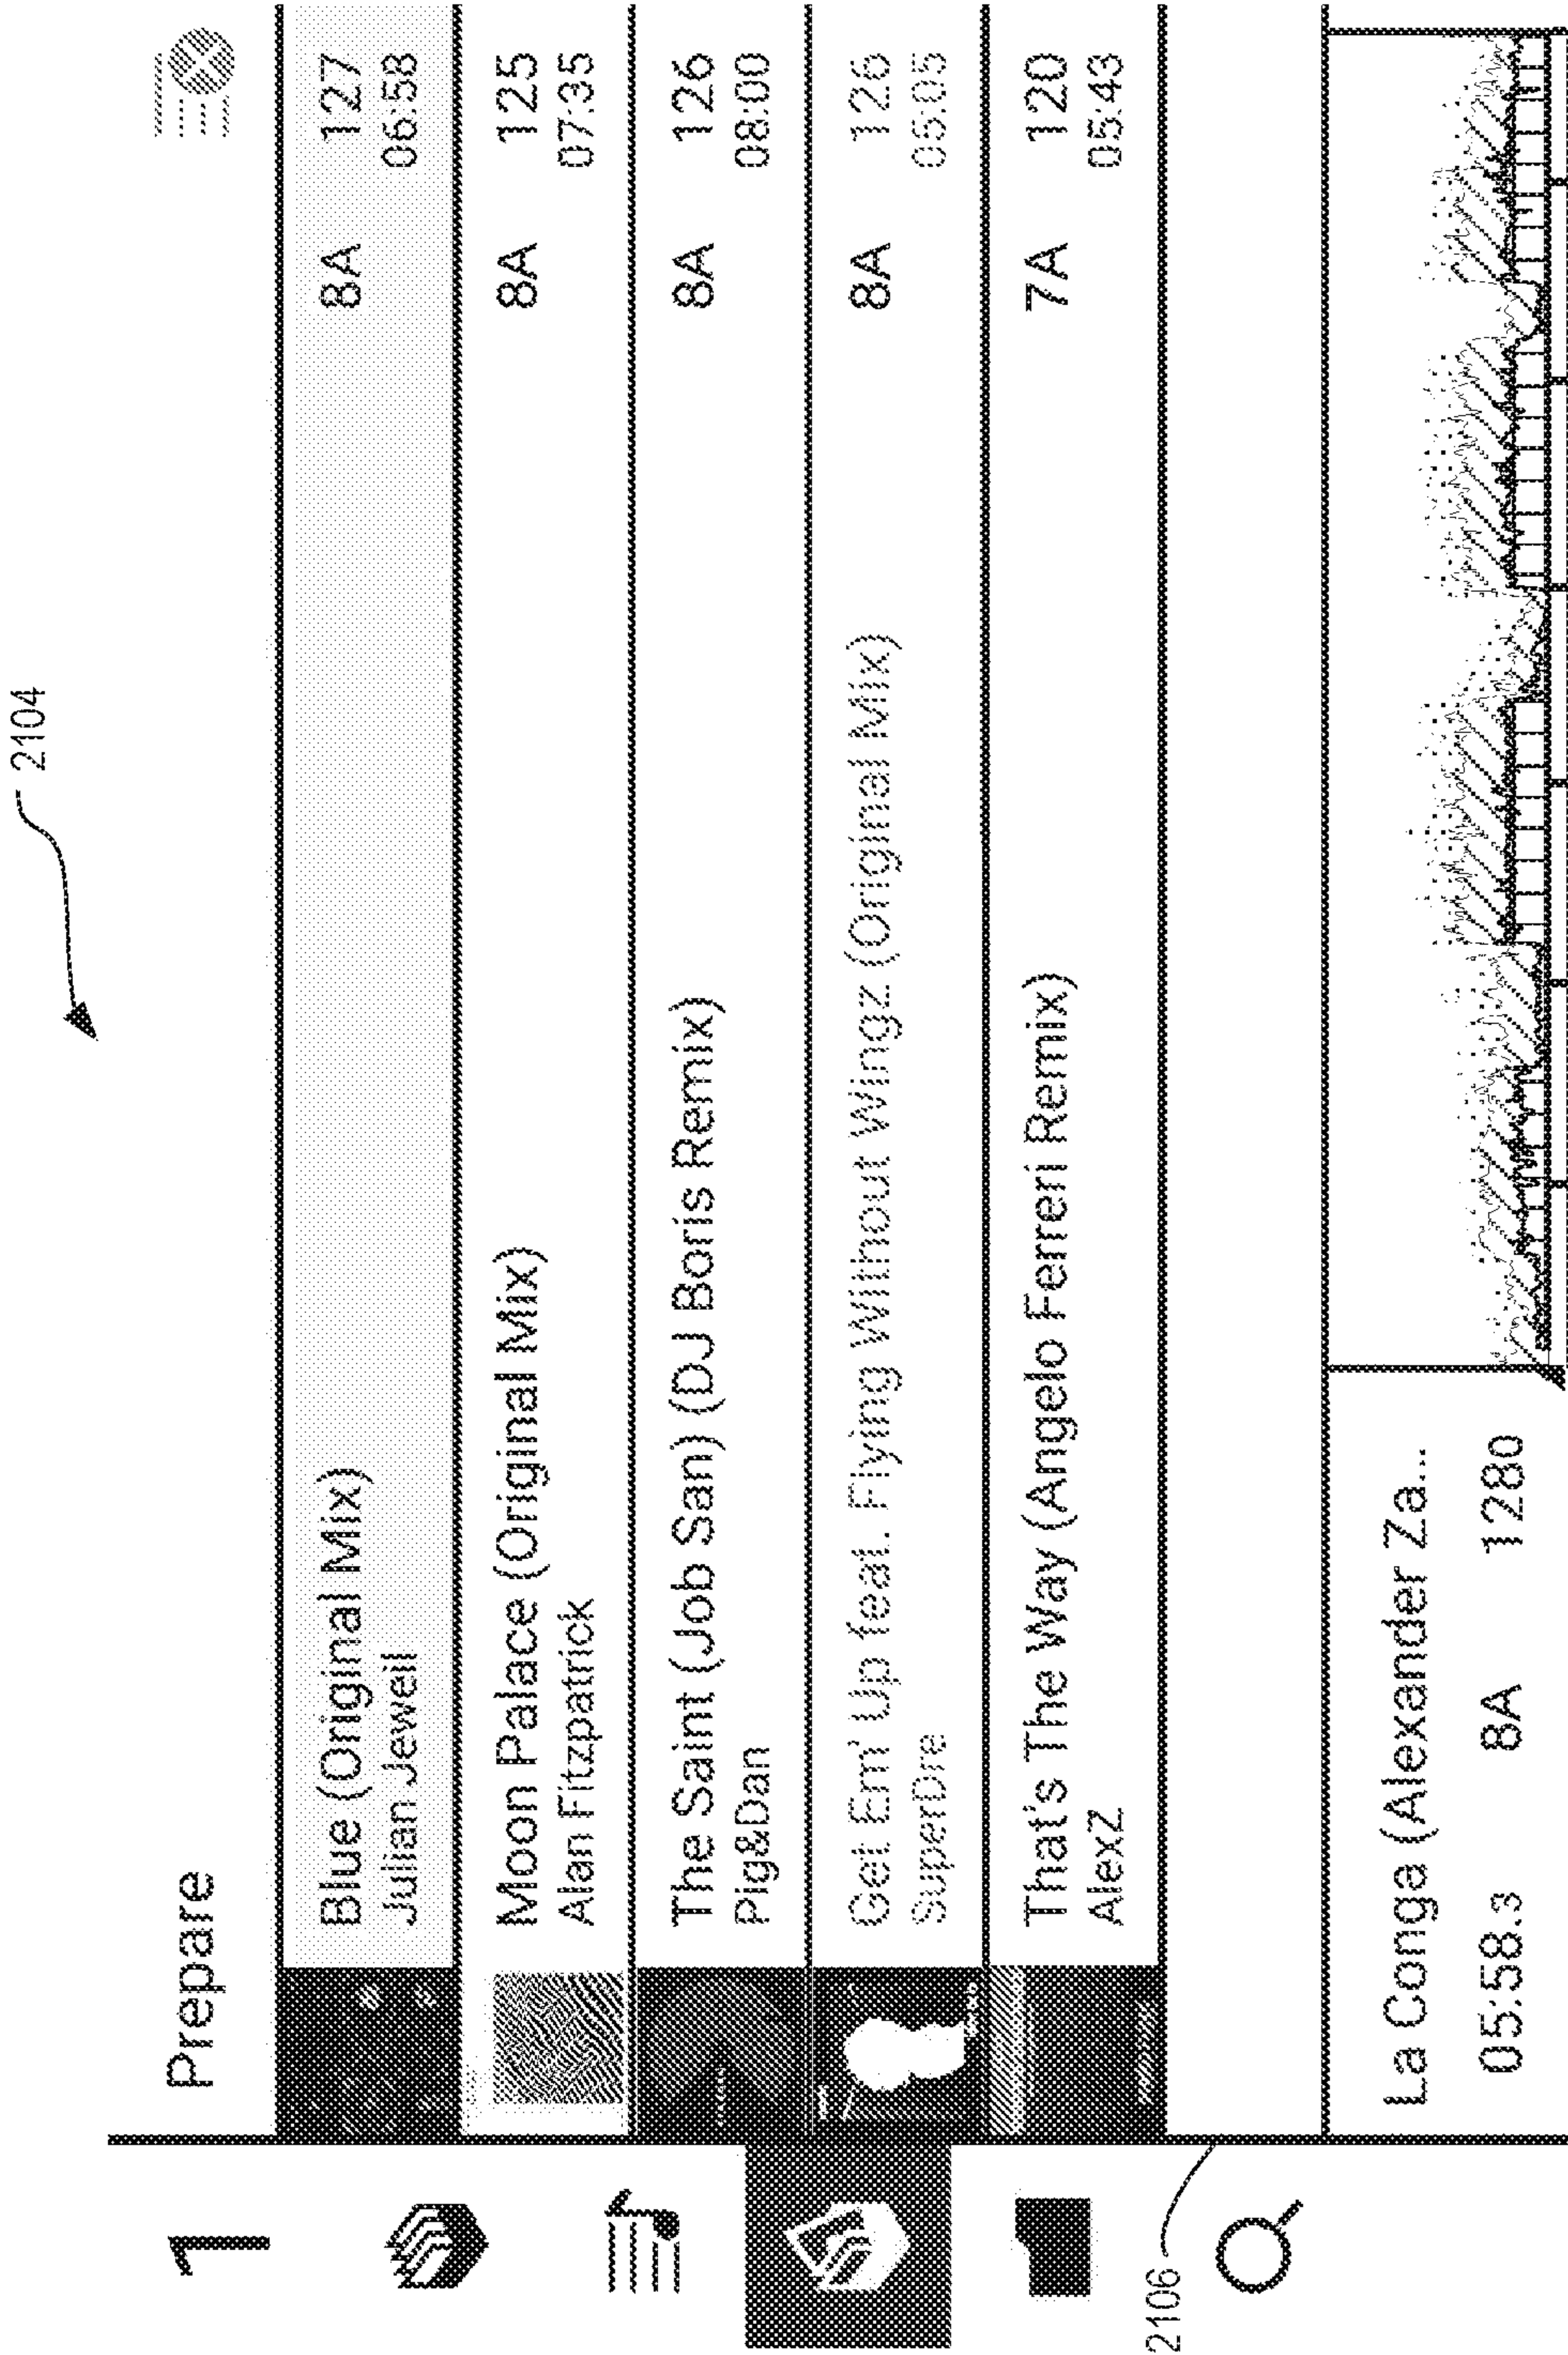 2104
1
Prepare
Blue (Original Mix) 8A 127
Julian Jeweil 06:58
Moon Palace (Original Mix) 8A 125
Alan Fitzpatrick 07:35
The Saint (Job San) (DJ Boris Remix) 8A 126
Pig&Dan 08:00
Get Em' Up feat. Flying Without Wingz (Original Mix) 8A 126
SuperDre 05:05
That's The Way (Angelo Ferreri Remix) 7A 120
AlexZ 05:43
2106
La Conga (Alexander Za...
05:58.3 8A 1280